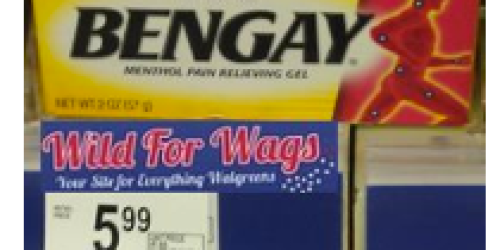 BENGAY
MENTHOL PAIN RELIEVING GEL
NET WT 2 OZ (57 g)
Wild For Wags
Your Site for Everything Walgreens
5 99